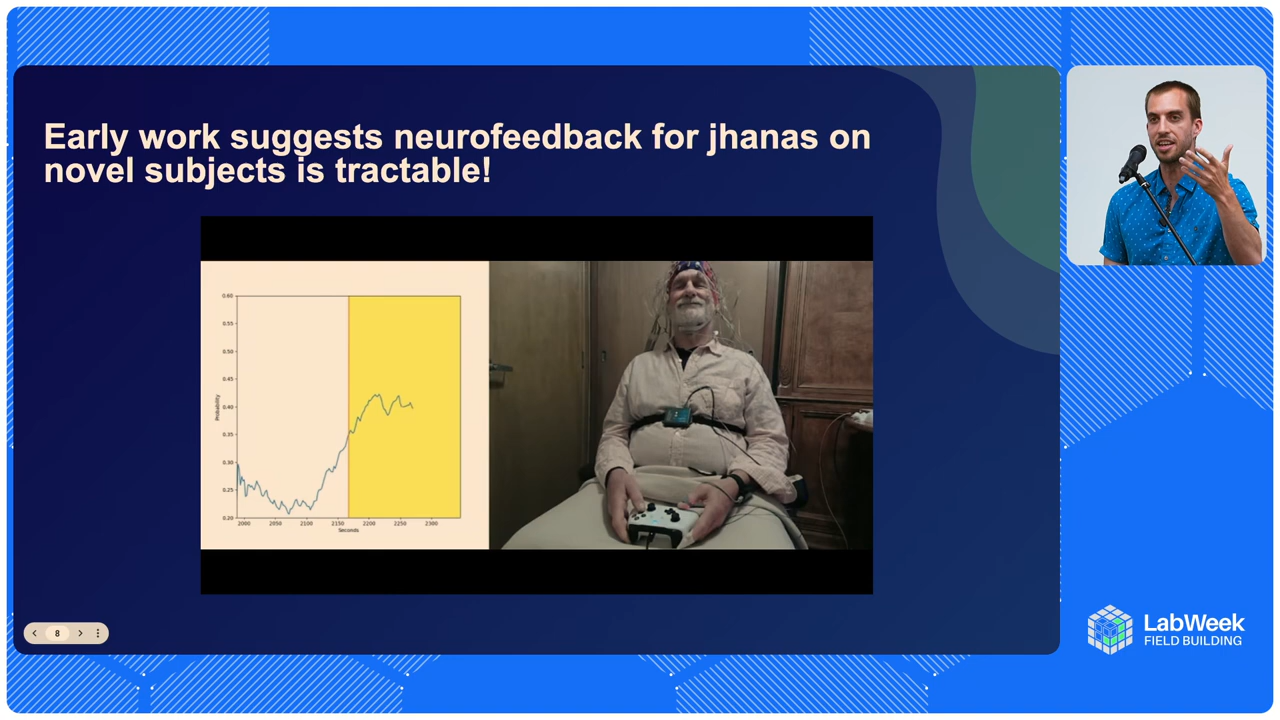 Early work suggests neurofeedback for jhanas on
novel subjects is tractable!
0.60
0.55
0.50
0.45
0.40
0.35
0.30
0.25
0.20
Probability
2000 2050 2100 2150 2200 2250 2300
Seconds
8
LabWeek
FIELD BUILDING